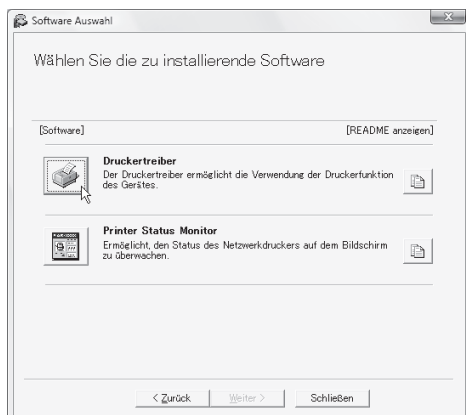 Software Auswahl
Wählen Sie die zu installierende Software
[Software] [README anzeigen]
Druckertreiber
Der Druckertreiber ermöglicht die Verwendung der Druckerfunktion
des Gerätes.
Printer Status Monitor
Ermöglicht, den Status des Netzwerkdruckers auf dem Bildschirm
zu überwachen.
< Zurück Weiter > Schließen